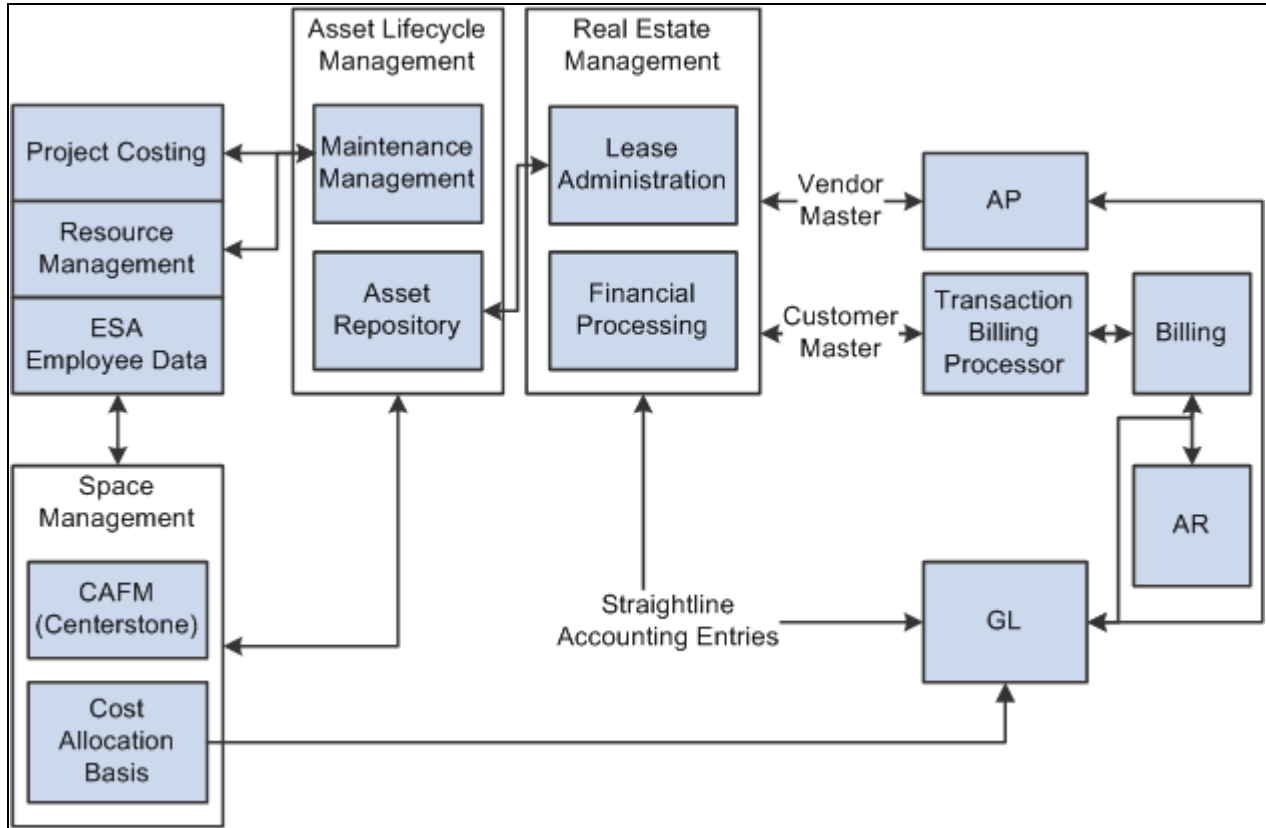 Asset Lifecycle
Management
Real Estate
Management
Project Costing
Maintenance
Management
Lease
Administration
Vendor
Master
AP
Resource
Management
Asset
Repository
Financial
Processing
Customer
Master
Transaction
Billing
Processor
Billing
ESA
Employee Data
Space
Management
AR
CAFM
(Centerstone)
Straightline
Accounting Entries
GL
Cost
Allocation
Basis